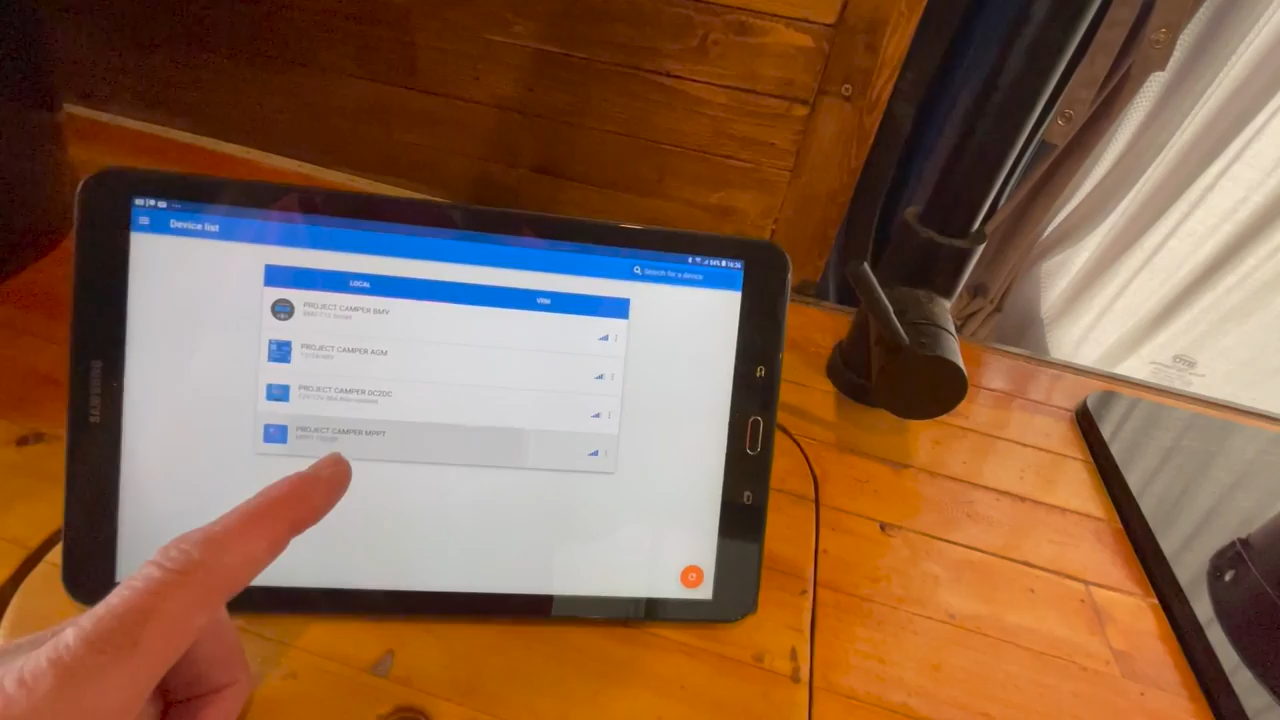 Device list
Search for a device
LOCAL
VRM
PROJECT CAMPER BMV
PROJECT CAMPER AGM
PROJECT CAMPER DC2DC
PROJECT CAMPER MPPT
SAMSUNG